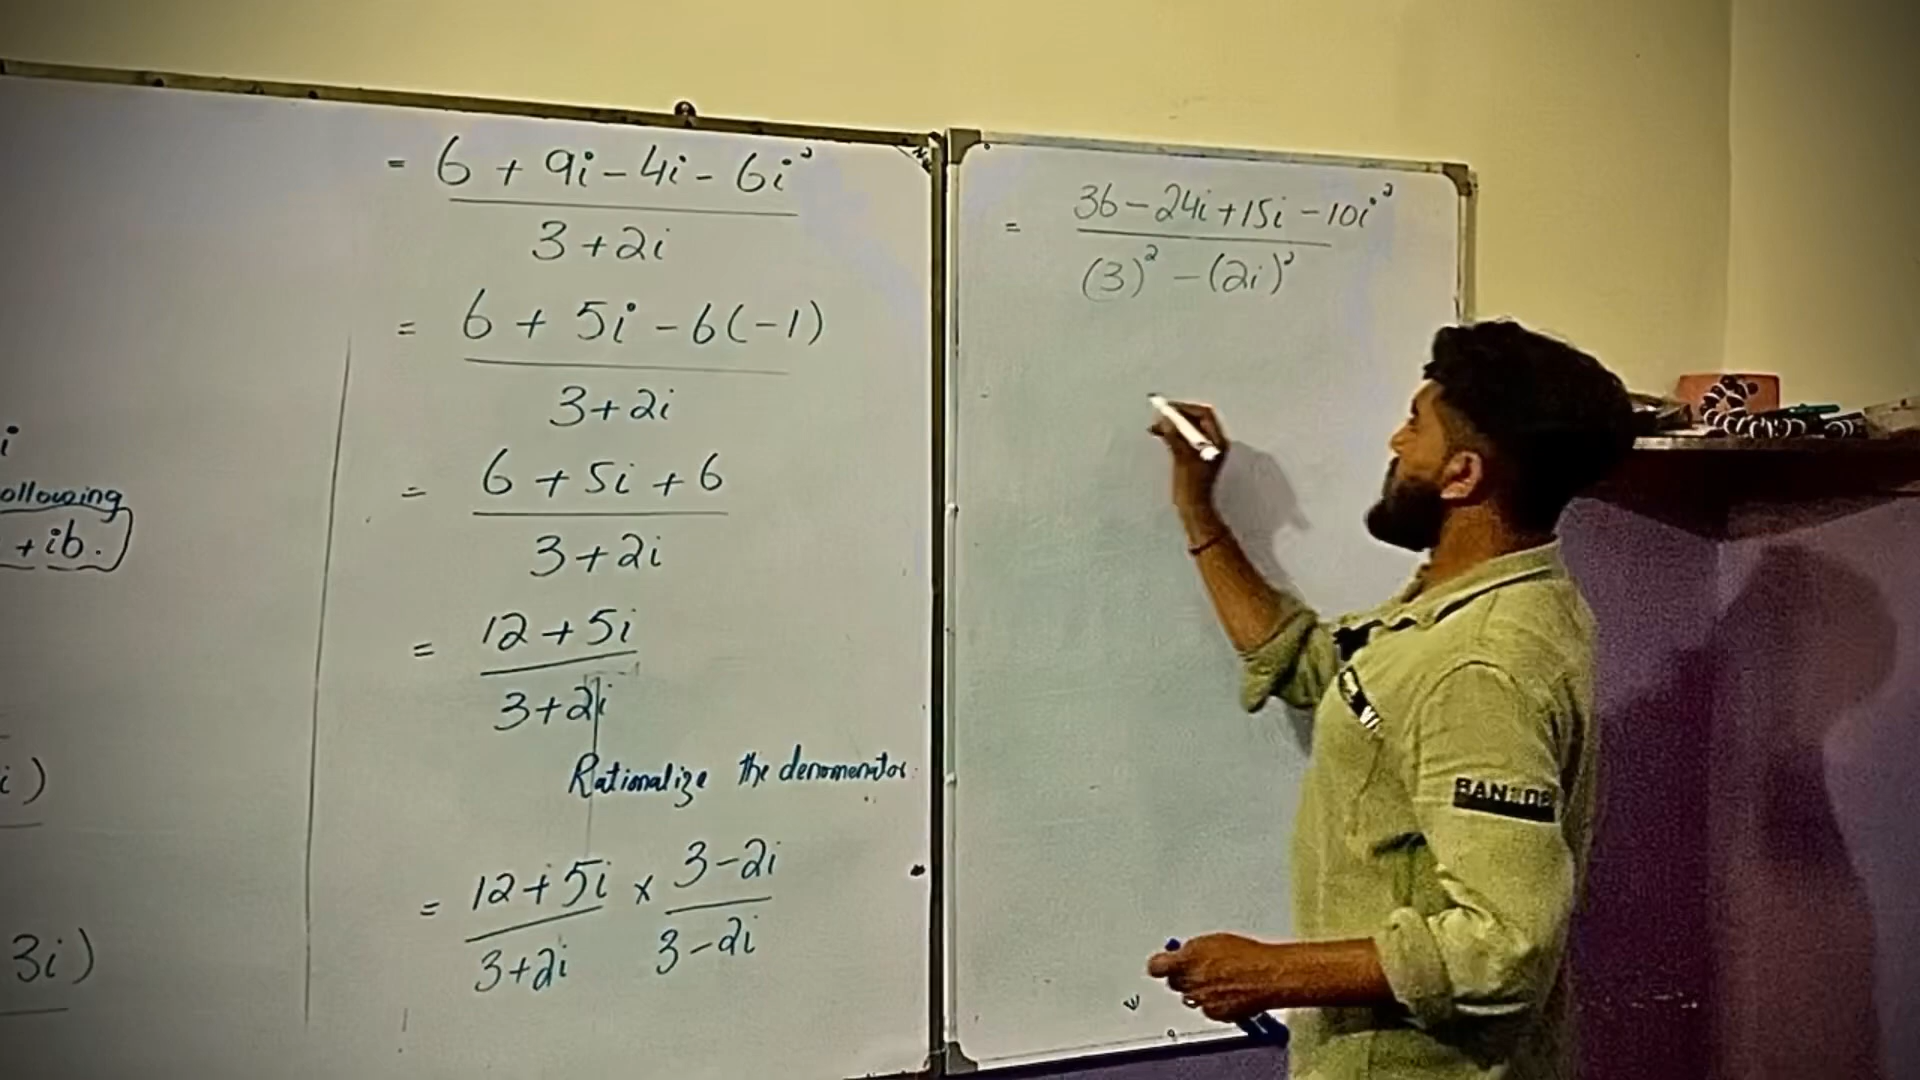 i
ollowing
+ib.
i)
3i)
= 6 + 9i - 4i - 6i²
3 + 2i
= 6 + 5i - 6(-1)
3 + 2i
= 6 + 5i + 6
3 + 2i
= 12 + 5i
3 + 2i
Rationalize the denomenator.
= 12 + 5i × 3 - 2i
3 + 2i 3 - 2i
= 36 - 24i + 15i - 10i²
(3)² - (2i)²